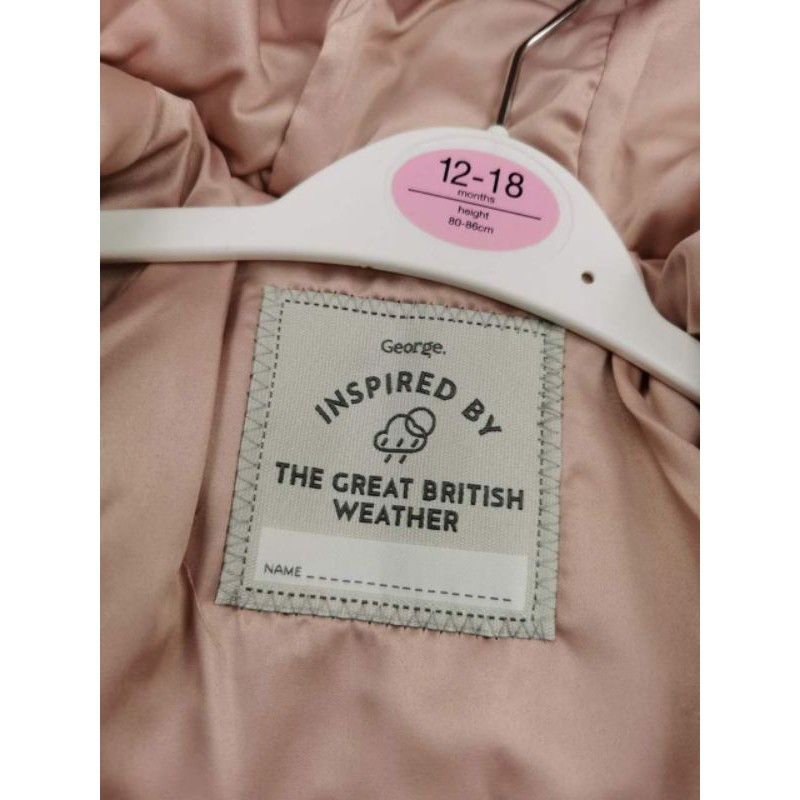 12-18
months
height
80-86cm
George.
INSPIRED BY
THE GREAT BRITISH
WEATHER
NAME